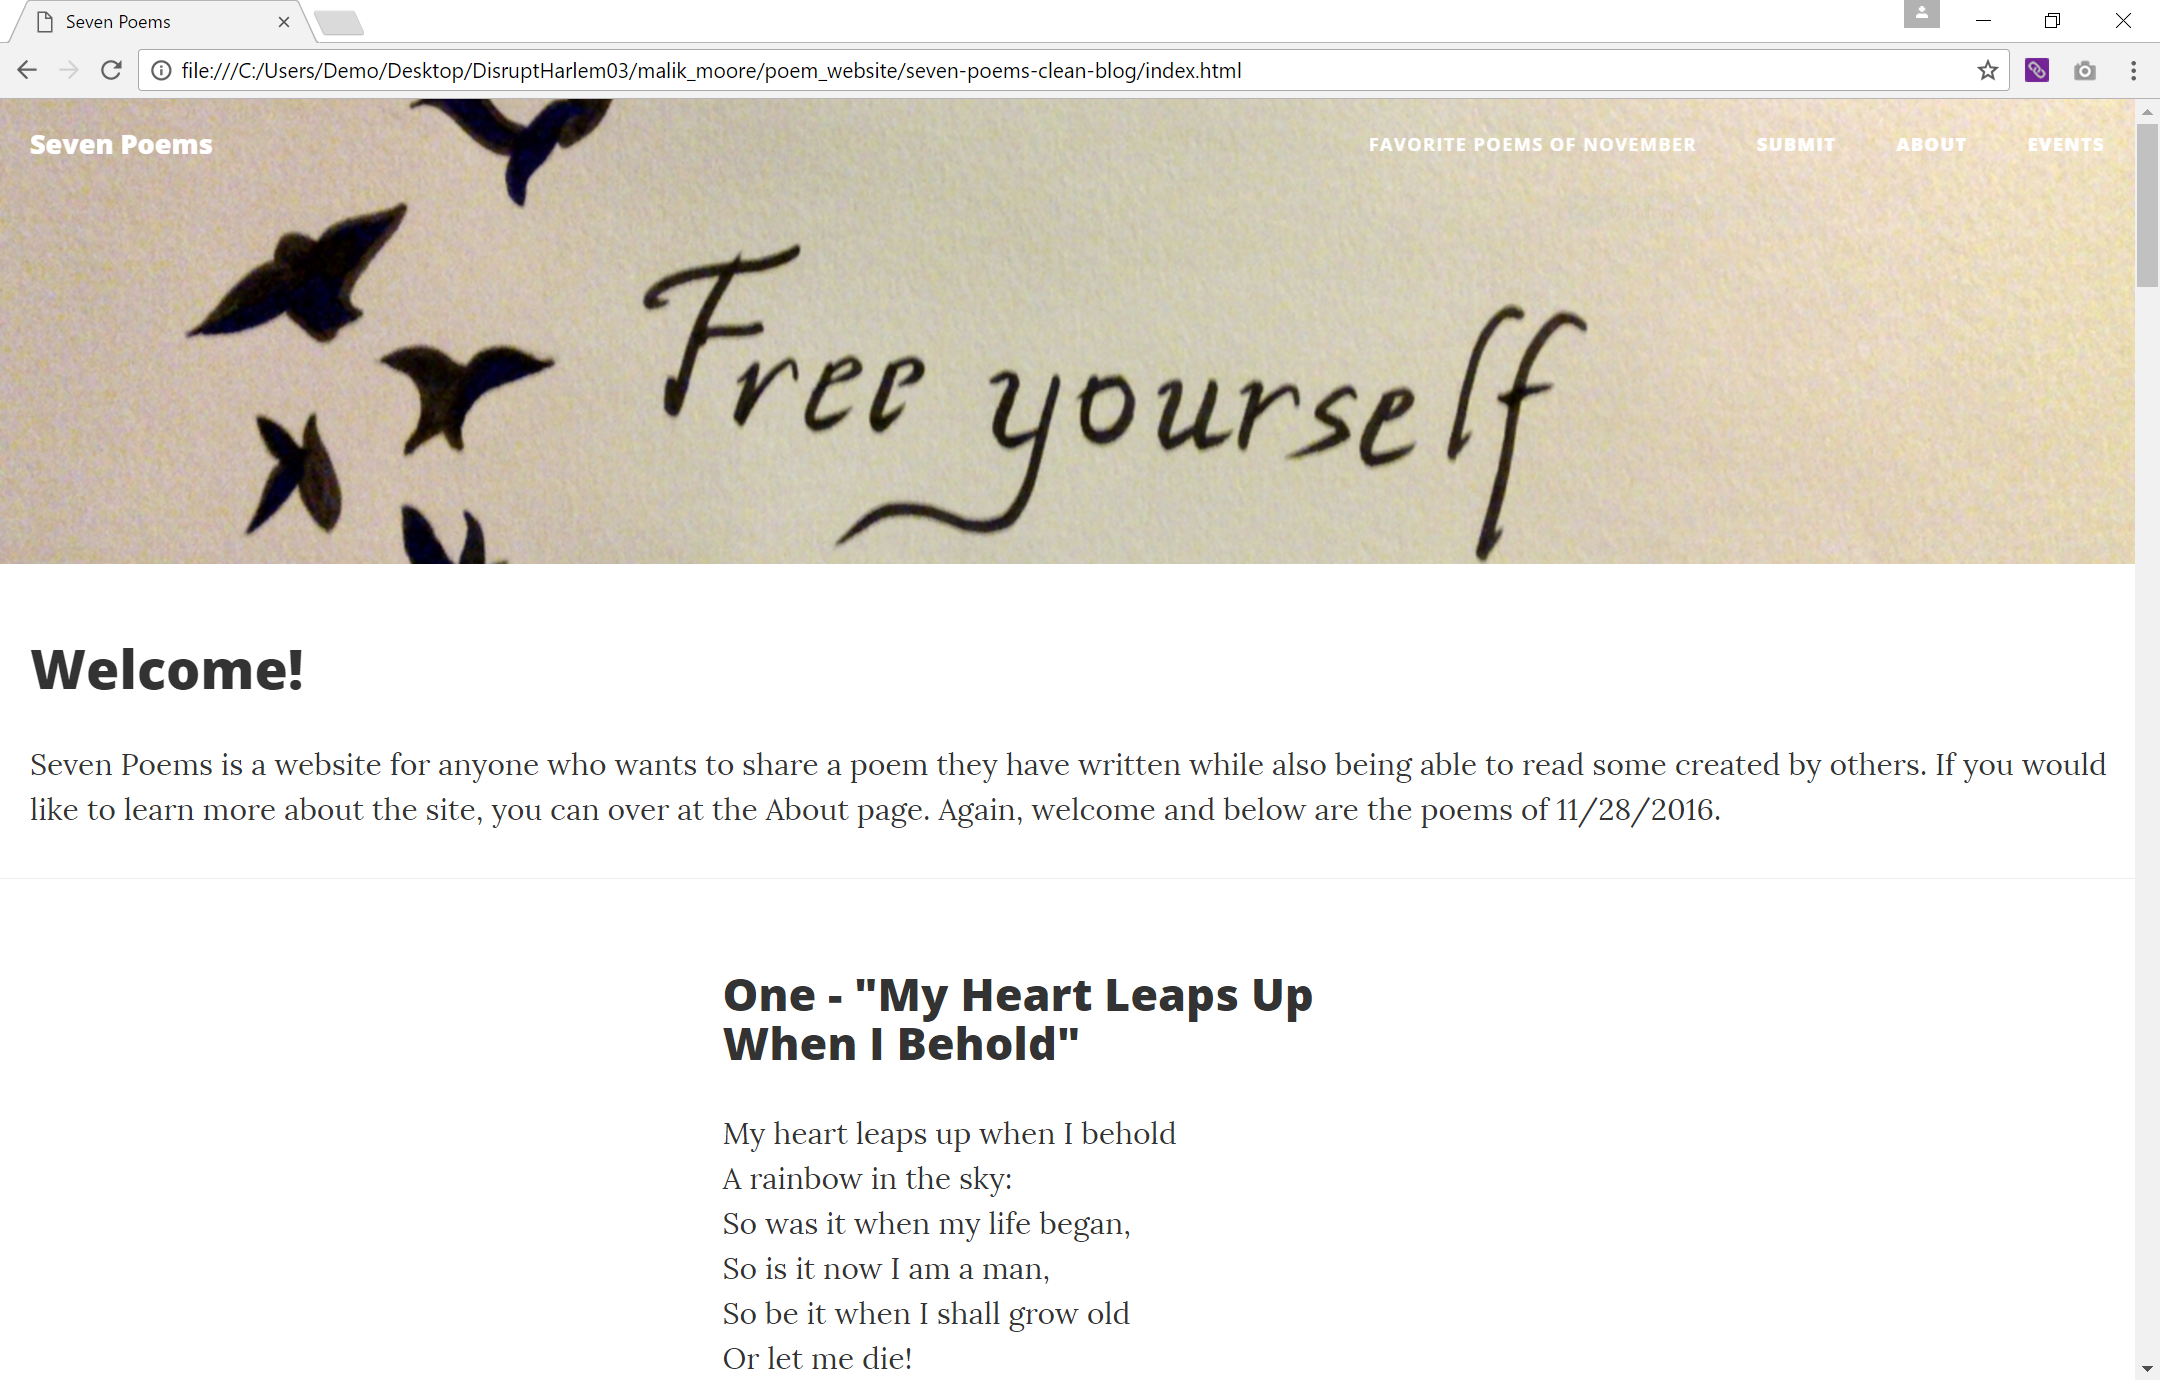 Seven Poems
file:///C:/Users/Demo/Desktop/DisruptHarlem03/malik_moore/poem_website/seven-poems-clean-blog/index.html
Seven Poems
FAVORITE POEMS OF NOVEMBER
SUBMIT
ABOUT
EVENTS
Free yourself
Welcome!
Seven Poems is a website for anyone who wants to share a poem they have written while also being able to read some created by others. If you would
like to learn more about the site, you can over at the About page. Again, welcome and below are the poems of 11/28/2016.
One - "My Heart Leaps Up
When I Behold"
My heart leaps up when I behold
A rainbow in the sky:
So was it when my life began,
So is it now I am a man,
So be it when I shall grow old
Or let me die!